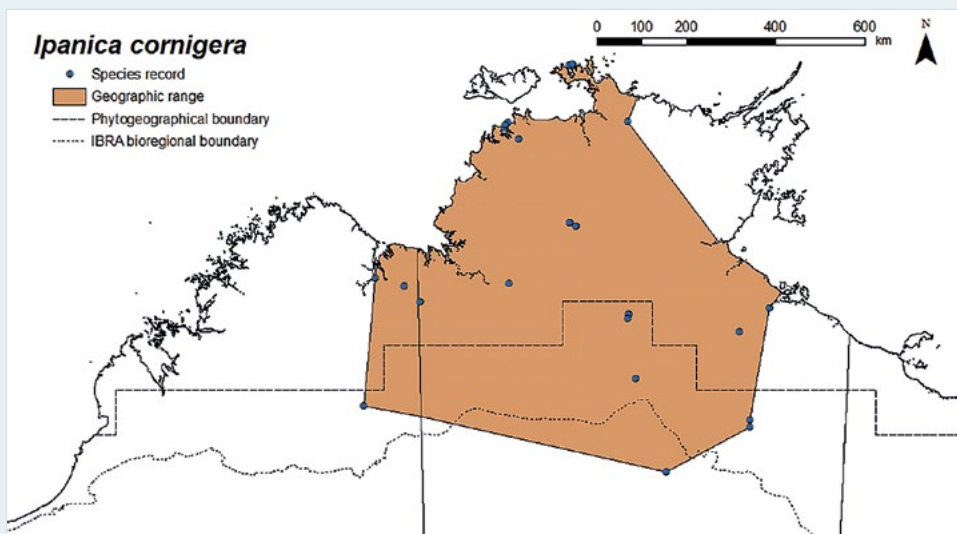 Ipanica cornigera
Species record
Geographic range
Phytogeographical boundary
IBRA bioregional boundary
0 100 200 400 600
km
N